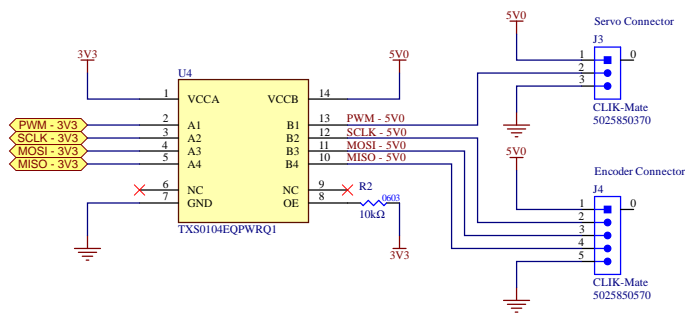 5V0
Servo Connector
J3
1
2
3
0
CLIK-Mate
5025850370
3V3
U4
5V0
1 VCCA VCCB 14
PWM - 3V3 2 A1 B1 13 PWM - 5V0
SCLK - 3V3 3 A2 B2 12 SCLK - 5V0
MOSI - 3V3 4 A3 B3 11 MOSI - 5V0
MISO - 3V3 5 A4 B4 10 MISO - 5V0
6 NC NC 9
7 GND OE 8
R2
0603
10kΩ
TXS0104EQPWRQ1
3V3
5V0
Encoder Connector
J4
1
2
3
4
5
0
CLIK-Mate
5025850570